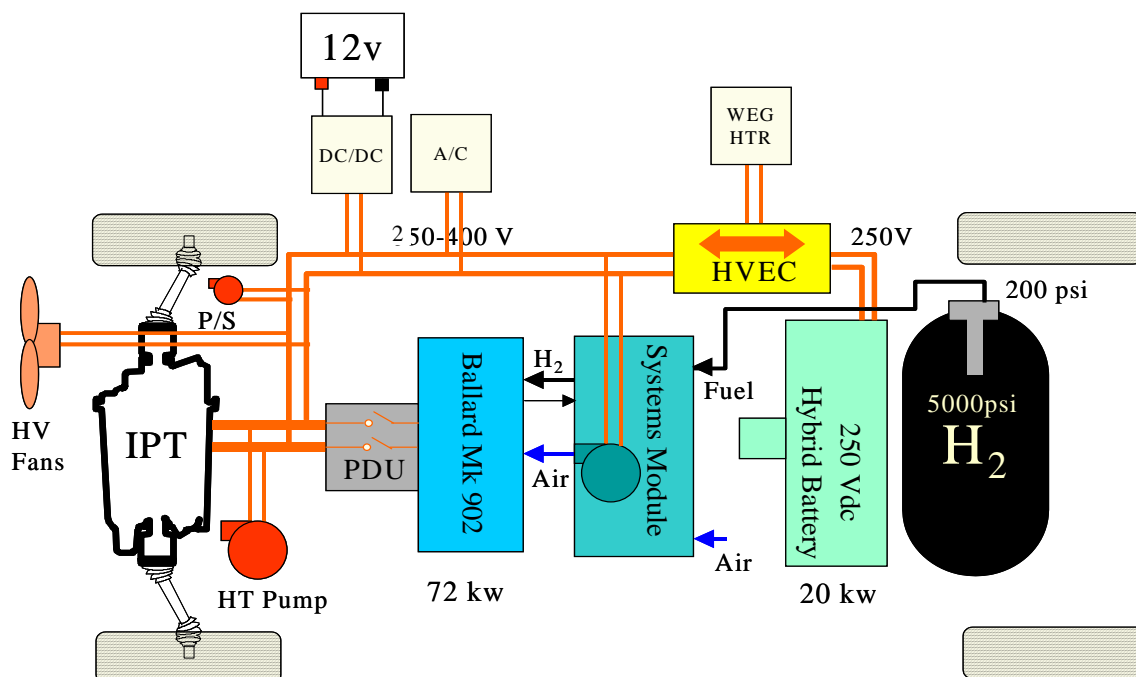 12v
DC/DC
A/C
WEG
HTR
250-400 V
HVEC
250V
200 psi
P/S
HV
Fans
IPT
PDU
Ballard Mk 902
H2
Air
Systems Module
Fuel
Air
250 Vdc
Hybrid Battery
5000psi
H2
HT Pump
72 kw
20 kw